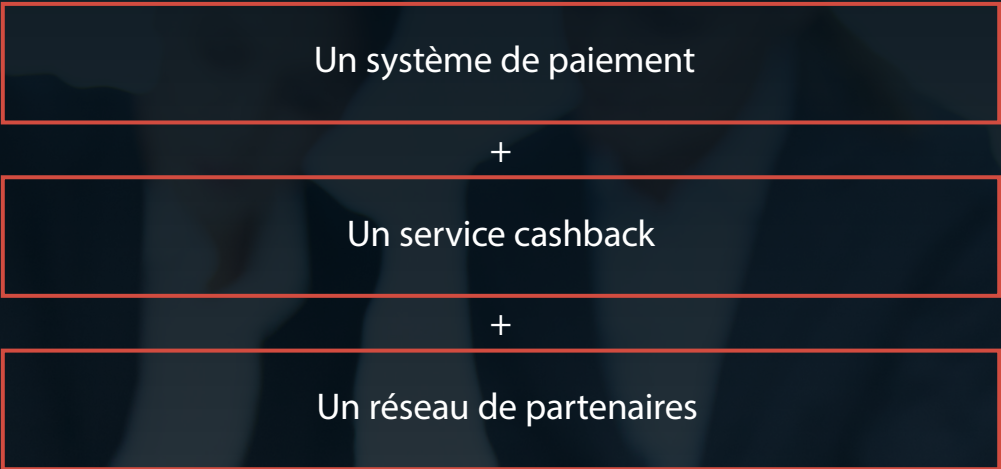 Un système de paiement
+
Un service cashback
+
Un réseau de partenaires